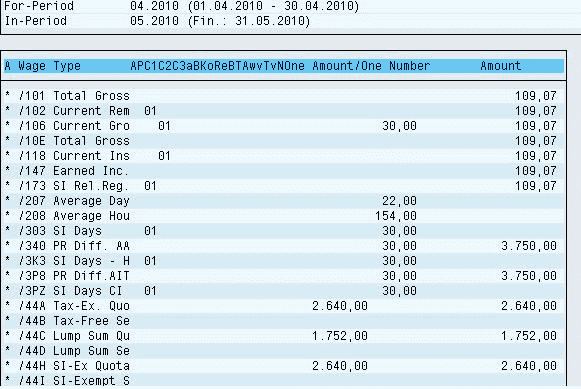 For-Period 04.2010 (01.04.2010 - 30.04.2010)
In-Period 05.2010 (Fin.: 31.05.2010)
A Wage Type APC1C2C3aBKoReBTAwvTvNOne Amount/One Number Amount
* /101 Total Gross 109,07
* /102 Current Rem 01 109,07
* /106 Current Gro 01 30,00 109,07
* /10E Total Gross 109,07
* /118 Current Ins 01 109,07
* /147 Earned Inc. 109,07
* /173 SI Rel.Reg. 01 109,07
* /207 Average Day 22,00
* /208 Average Hou 154,00
* /303 SI Days 01 30,00
* /340 PR Diff. AA 30,00 3.750,00
* /3K3 SI Days - H 01 30,00
* /3P8 PR Diff.AIT 30,00 3.750,00
* /3PZ SI Days CI 01 30,00
* /44A Tax-Ex. Quo 2.640,00 2.640,00
* /44B Tax-Free Se
* /44C Lump Sum Qu 1.752,00 1.752,00
* /44D Lump Sum Se
* /44H SI-Ex Quota 2.640,00 2.640,00
* /44I SI-Exempt S